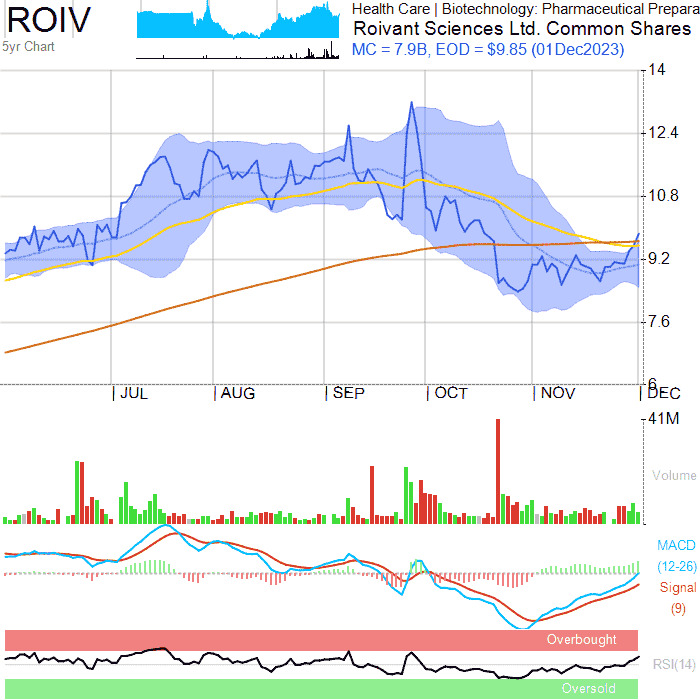 ROIV
5yr Chart
Health Care | Biotechnology: Pharmaceutical Prepara
Roivant Sciences Ltd. Common Shares
MC = 7.9B, EOD = $9.85 (01Dec2023)
14
12.4
10.8
9.2
7.6
6
JUL
AUG
SEP
OCT
NOV
DEC
41M
Volume
MACD
(12-26)
Signal
(9)
Overbought
RSI(14)
Oversold